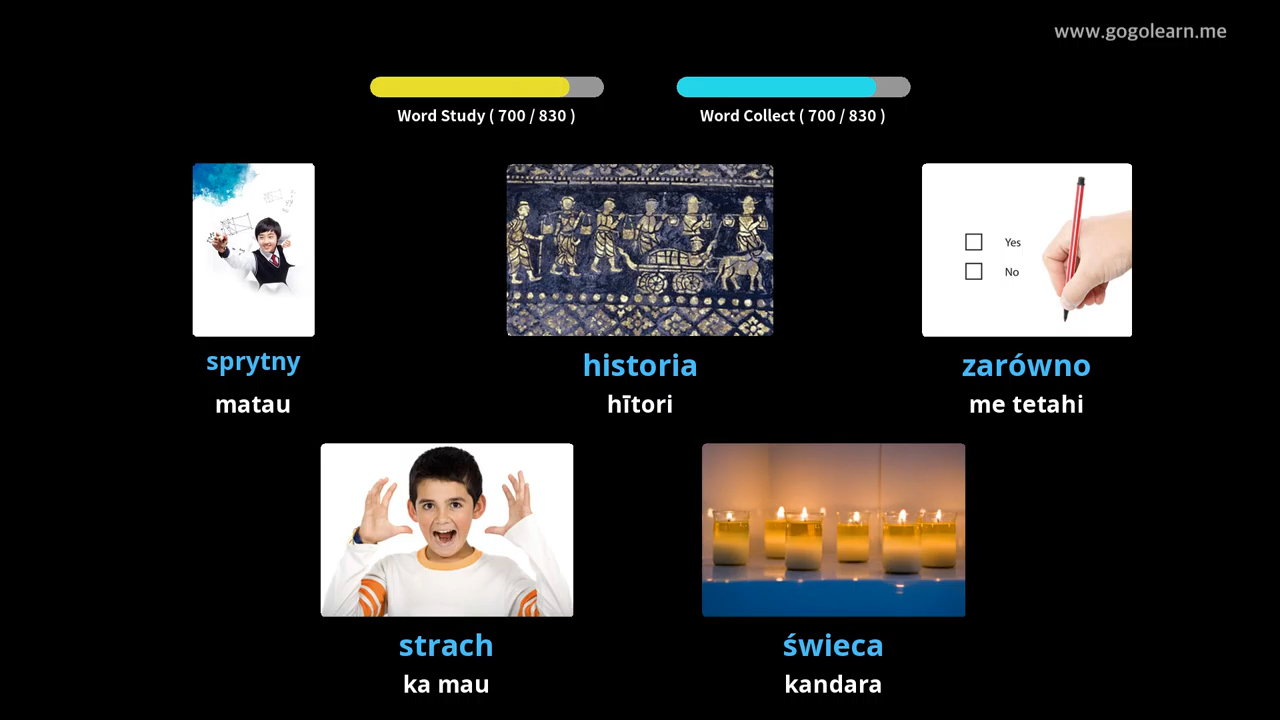 www.gogolearn.me
Word Study ( 700 / 830 )
Word Collect ( 700 / 830 )
Yes
No
sprytny
matau
historia
hītori
zarówno
me tetahi
strach
ka mau
świeca
kandara